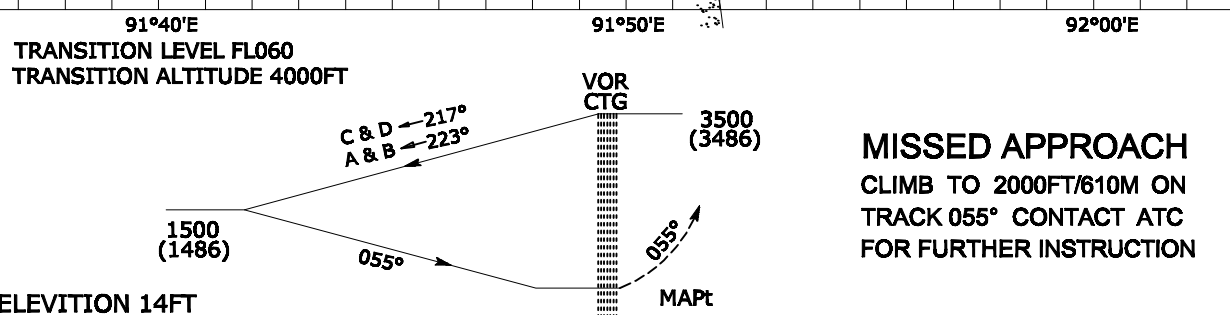 91°40'E
91°50'E
92°00'E
TRANSITION LEVEL FL060
TRANSITION ALTITUDE 4000FT
VOR
CTG
C & D 217°
A & B 223°
3500
(3486)
1500
(1486)
055°
055°
MAPt
ELEVITION 14FT
MISSED APPROACH
CLIMB TO 2000FT/610M ON
TRACK 055° CONTACT ATC
FOR FURTHER INSTRUCTION